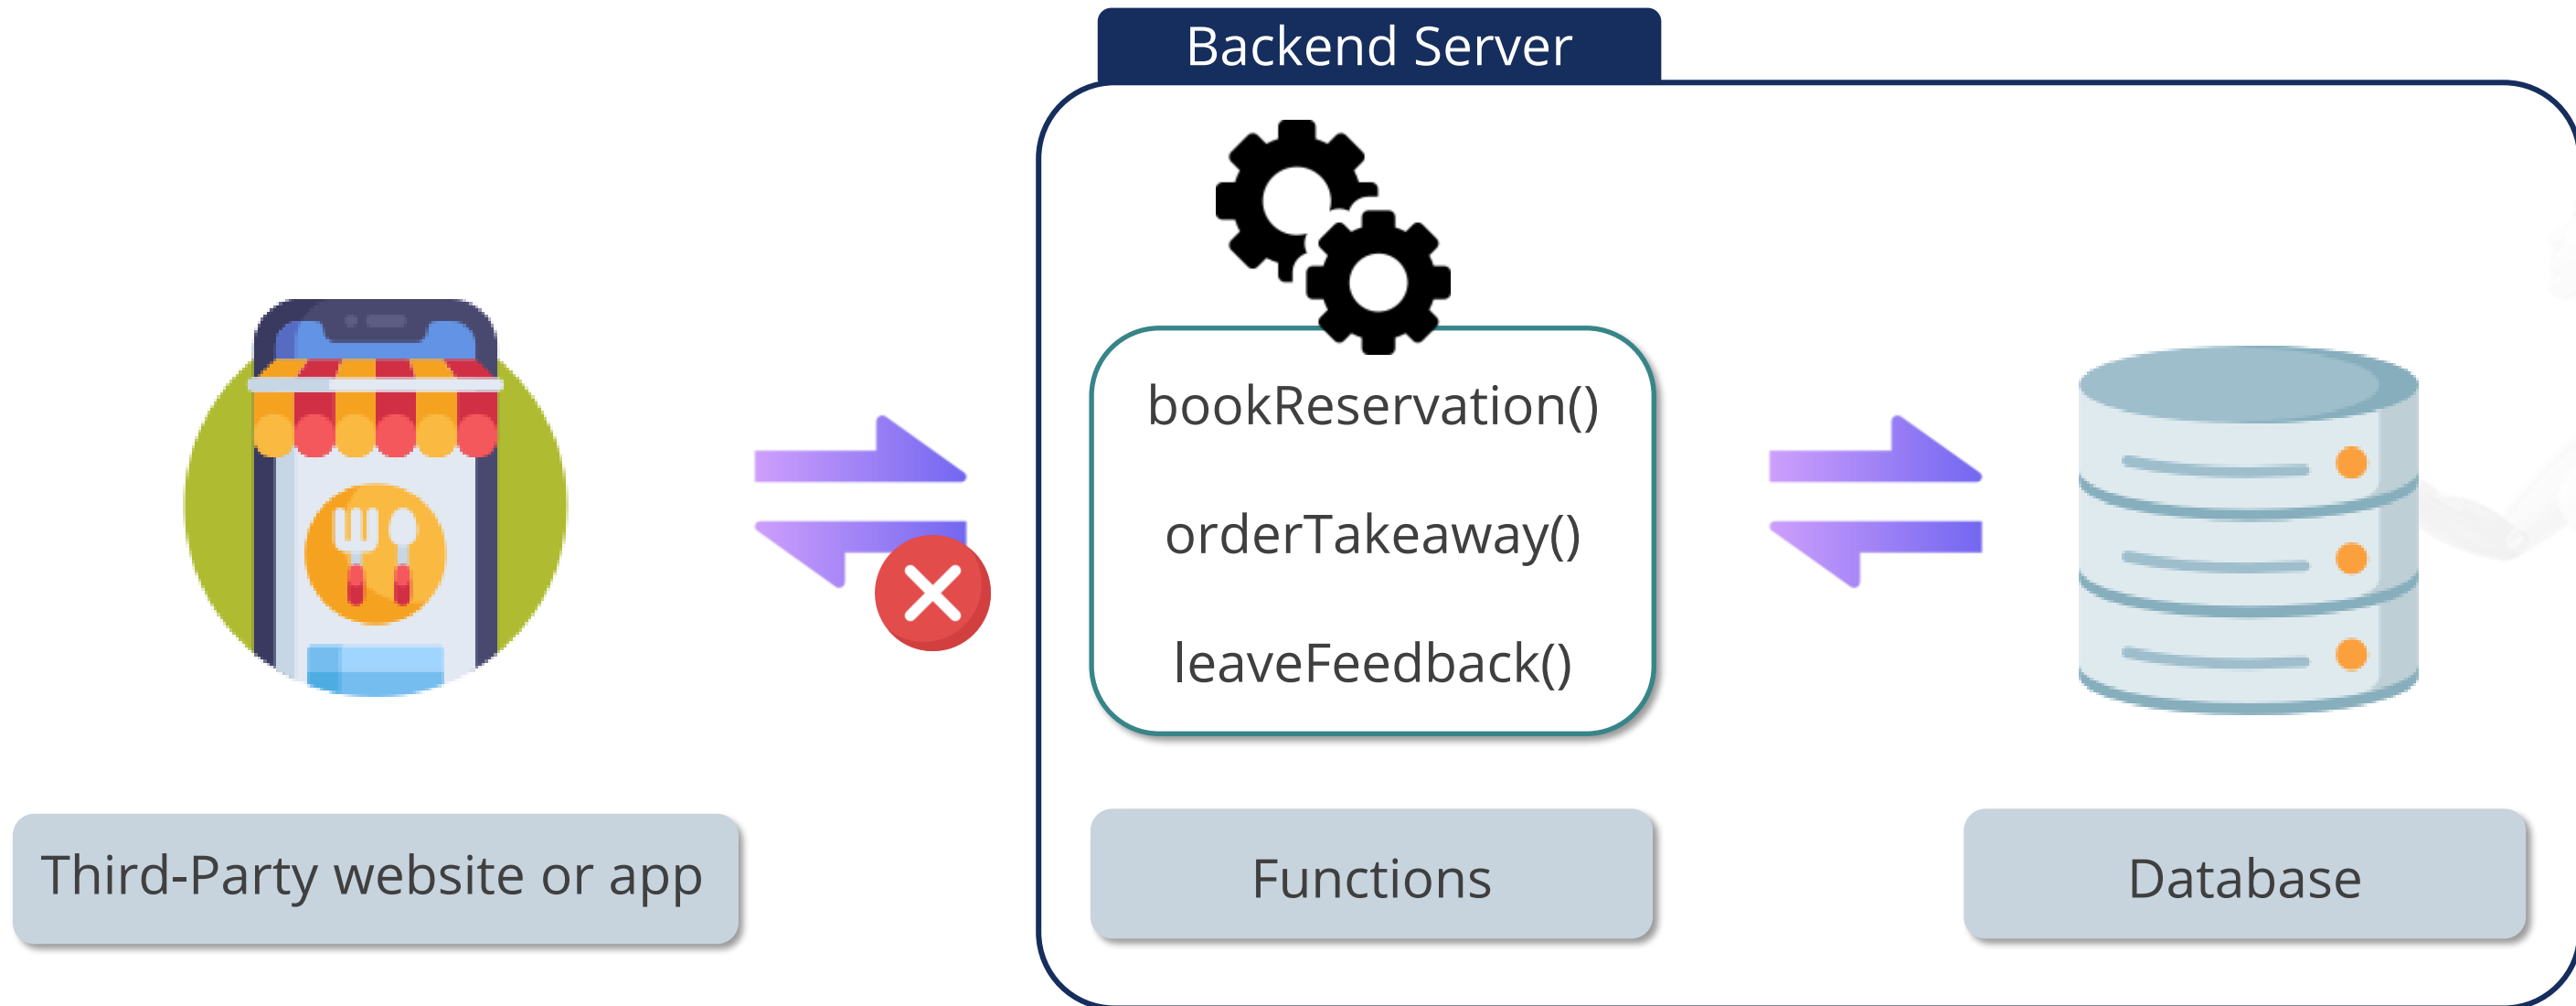 Backend Server
bookReservation()
orderTakeaway()
leaveFeedback()
Third-Party website or app
Functions
Database